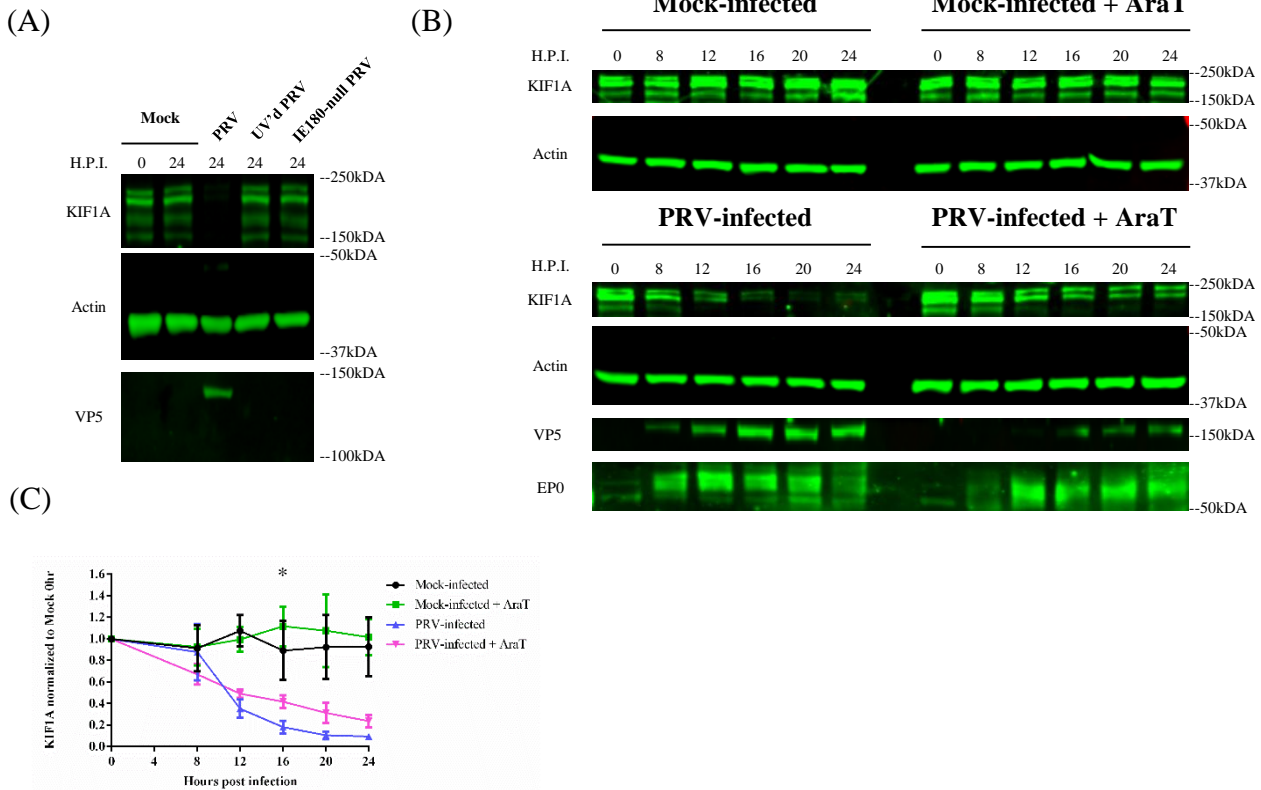 (A)
Mock
PRV
UV'd PRV
IE180-null PRV
H.P.I. 0 24 24 24 24
KIF1A
--250kDA
--150kDA
Actin
--50kDA
--37kDA
VP5
--150kDA
--100kDA
(B)
Mock-infected Mock-infected + AraT
H.P.I. 0 8 12 16 20 24 0 8 12 16 20 24
KIF1A
--250kDA
--150kDA
Actin
--50kDA
--37kDA
PRV-infected PRV-infected + AraT
H.P.I. 0 8 12 16 20 24 0 8 12 16 20 24
KIF1A
--250kDA
--150kDA
Actin
--50kDA
--37kDA
VP5
--150kDA
EP0
--50kDA
(C)
KIF1A normalized to Mock 0hr
1.6
1.4
1.2
1.0
0.8
0.6
0.4
0.2
0.0
*
0 4 8 12 16 20 24
Hours post infection
Mock-infected
Mock-infected + AraT
PRV-infected
PRV-infected + AraT